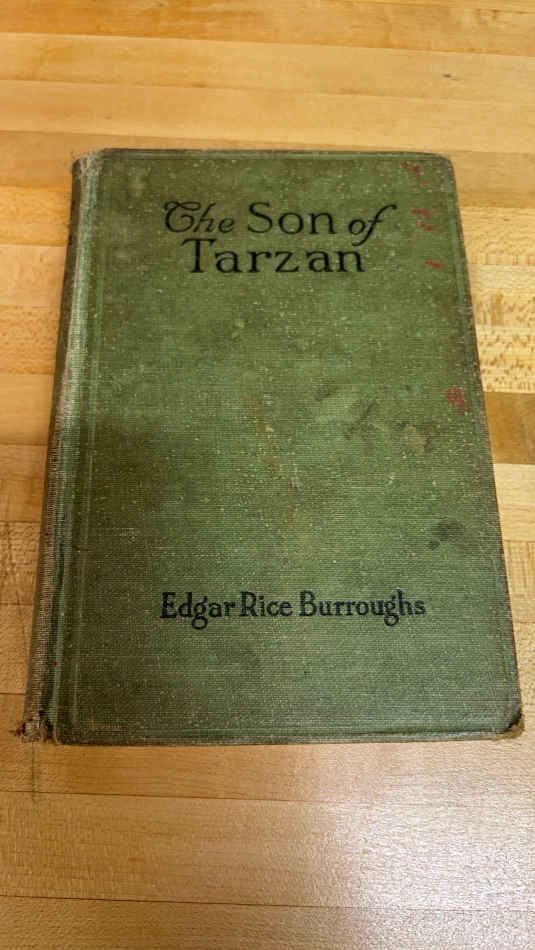 The Son of
Tarzan
Edgar Rice Burroughs